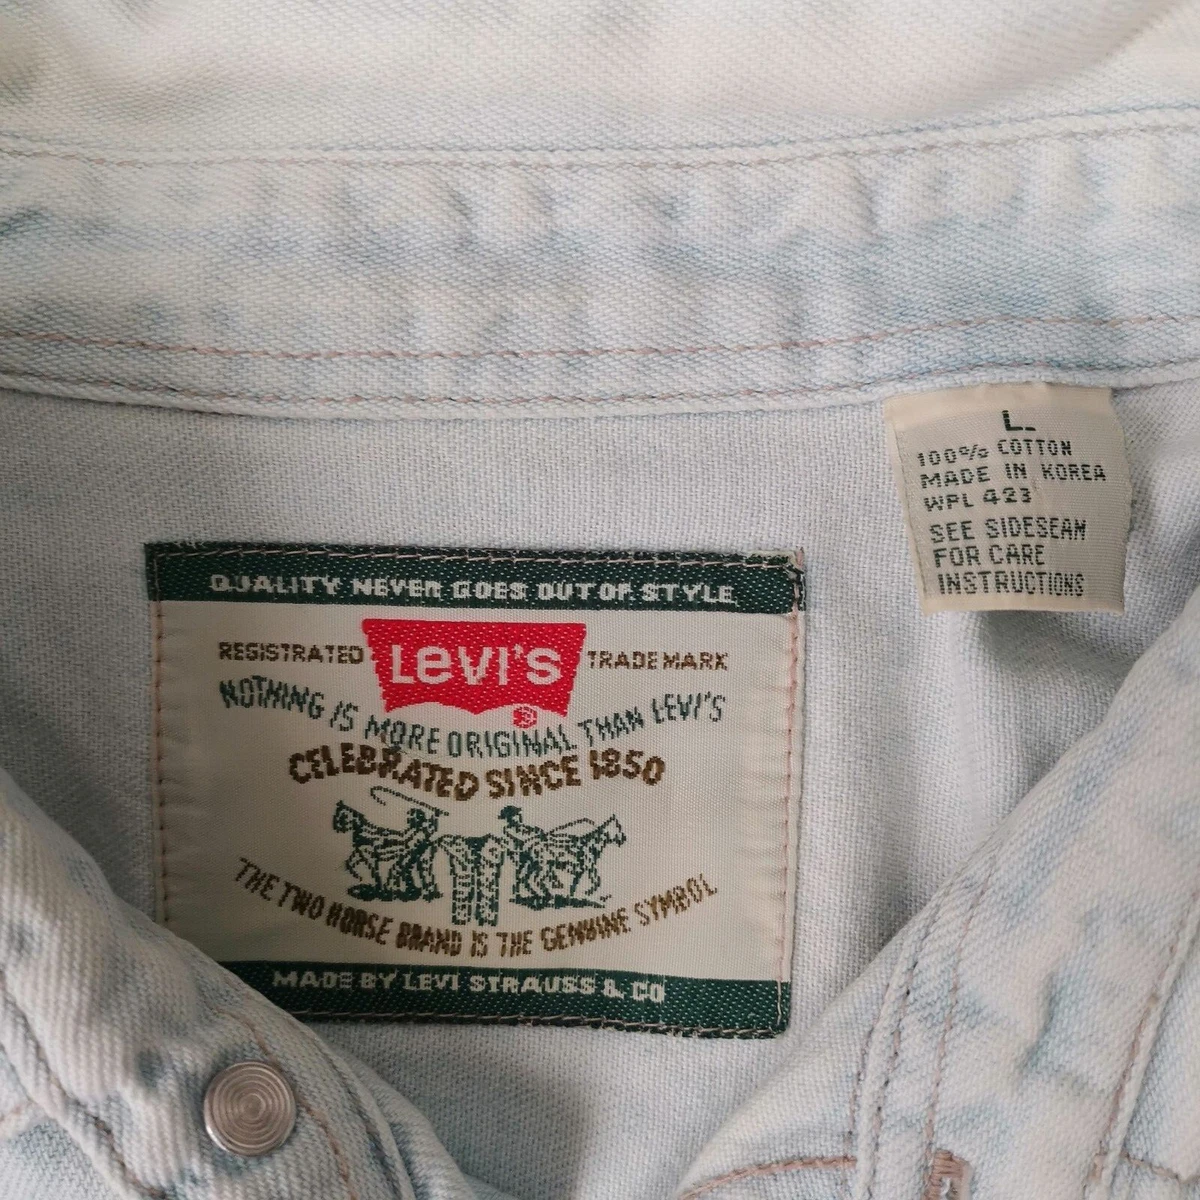 L.
100% COTTON
MADE IN KOREA
WPL 423
SEE SIDESEAM
FOR CARE
INSTRUCTIONS
QUALITY NEVER GOES OUT OF STYLE
REGISTRATED LEVI'S TRADE MARK
®
NOTHING IS MORE ORIGINAL THAN LEVI'S
CELEBRATED SINCE 1850
THE TWO HORSE BRAND IS THE GENUINE SYMBOL
MADE BY LEVI STRAUSS & CO